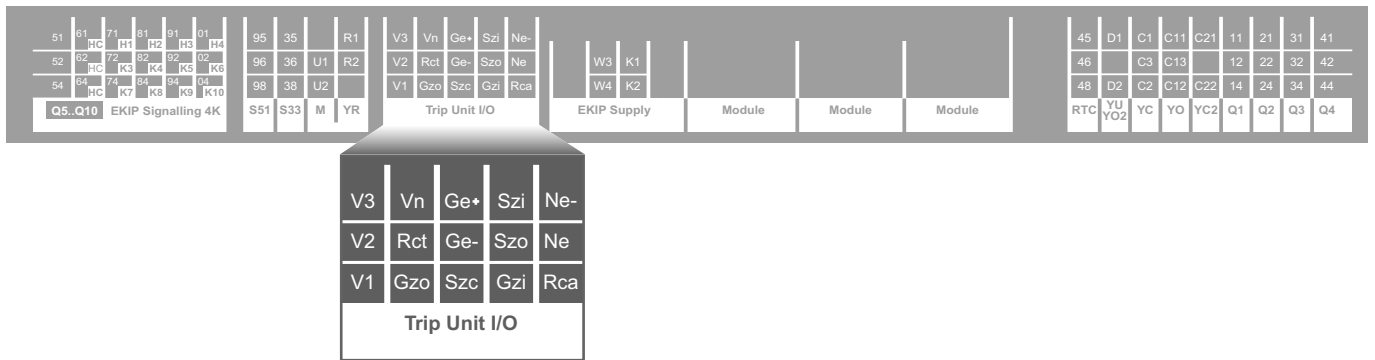 51 61 HC 71 H1 81 H2 91 H3 01 H4
52 62 HC 72 K3 82 K4 92 K5 02 K6
54 64 HC 74 K7 84 K8 94 K9 04 K10
Q5..Q10 EKIP Signalling 4K
95 35 R1
96 36 U1 R2
98 38 U2
S51 S33 M YR
V3 Vn Ge+ Szi Ne-
V2 Rct Ge- Szo Ne
V1 Gzo Szc Gzi Rca
Trip Unit I/O
W3 K1
W4 K2
EKIP Supply
Module
Module
Module
45 D1 C1 C11 C21 11 21 31 41
46 C3 C13 12 22 32 42
48 D2 C2 C12 C22 14 24 34 44
RTC YU YO2 YC YO YC2 Q1 Q2 Q3 Q4
V3 Vn Ge+ Szi Ne-
V2 Rct Ge- Szo Ne
V1 Gzo Szc Gzi Rca
Trip Unit I/O